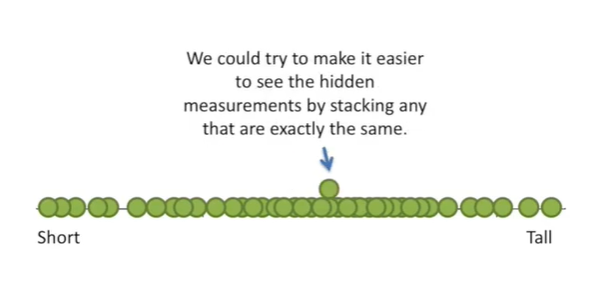 We could try to make it easier
to see the hidden
measurements by stacking any
that are exactly the same.
Short
Tall